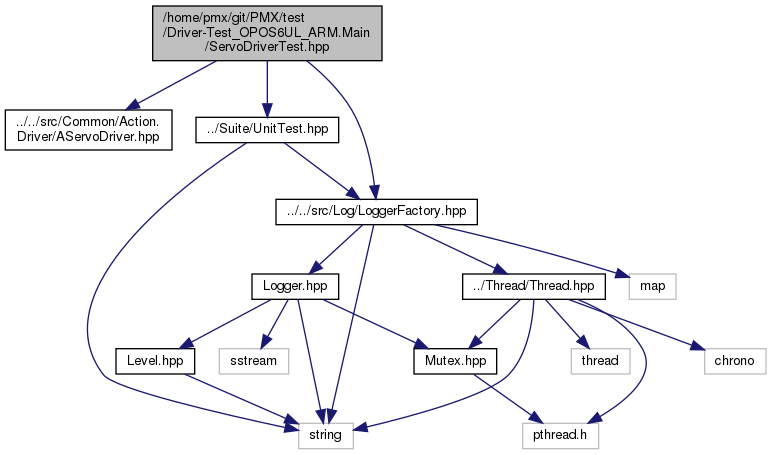 /home/pmx/git/PMX/test
/Driver-Test_OPOS6UL_ARM.Main
/ServoDriverTest.hpp
../../src/Common/Action.
Driver/AServoDriver.hpp
../Suite/UnitTest.hpp
../../src/Log/LoggerFactory.hpp
Logger.hpp
../Thread/Thread.hpp
map
Level.hpp
sstream
Mutex.hpp
thread
chrono
string
pthread.h